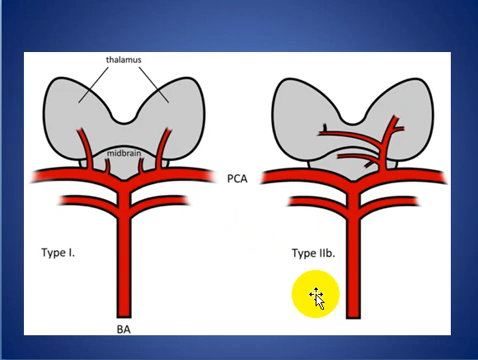 thalamus
midbrain
PCA
Type I.
Type IIb.
BA